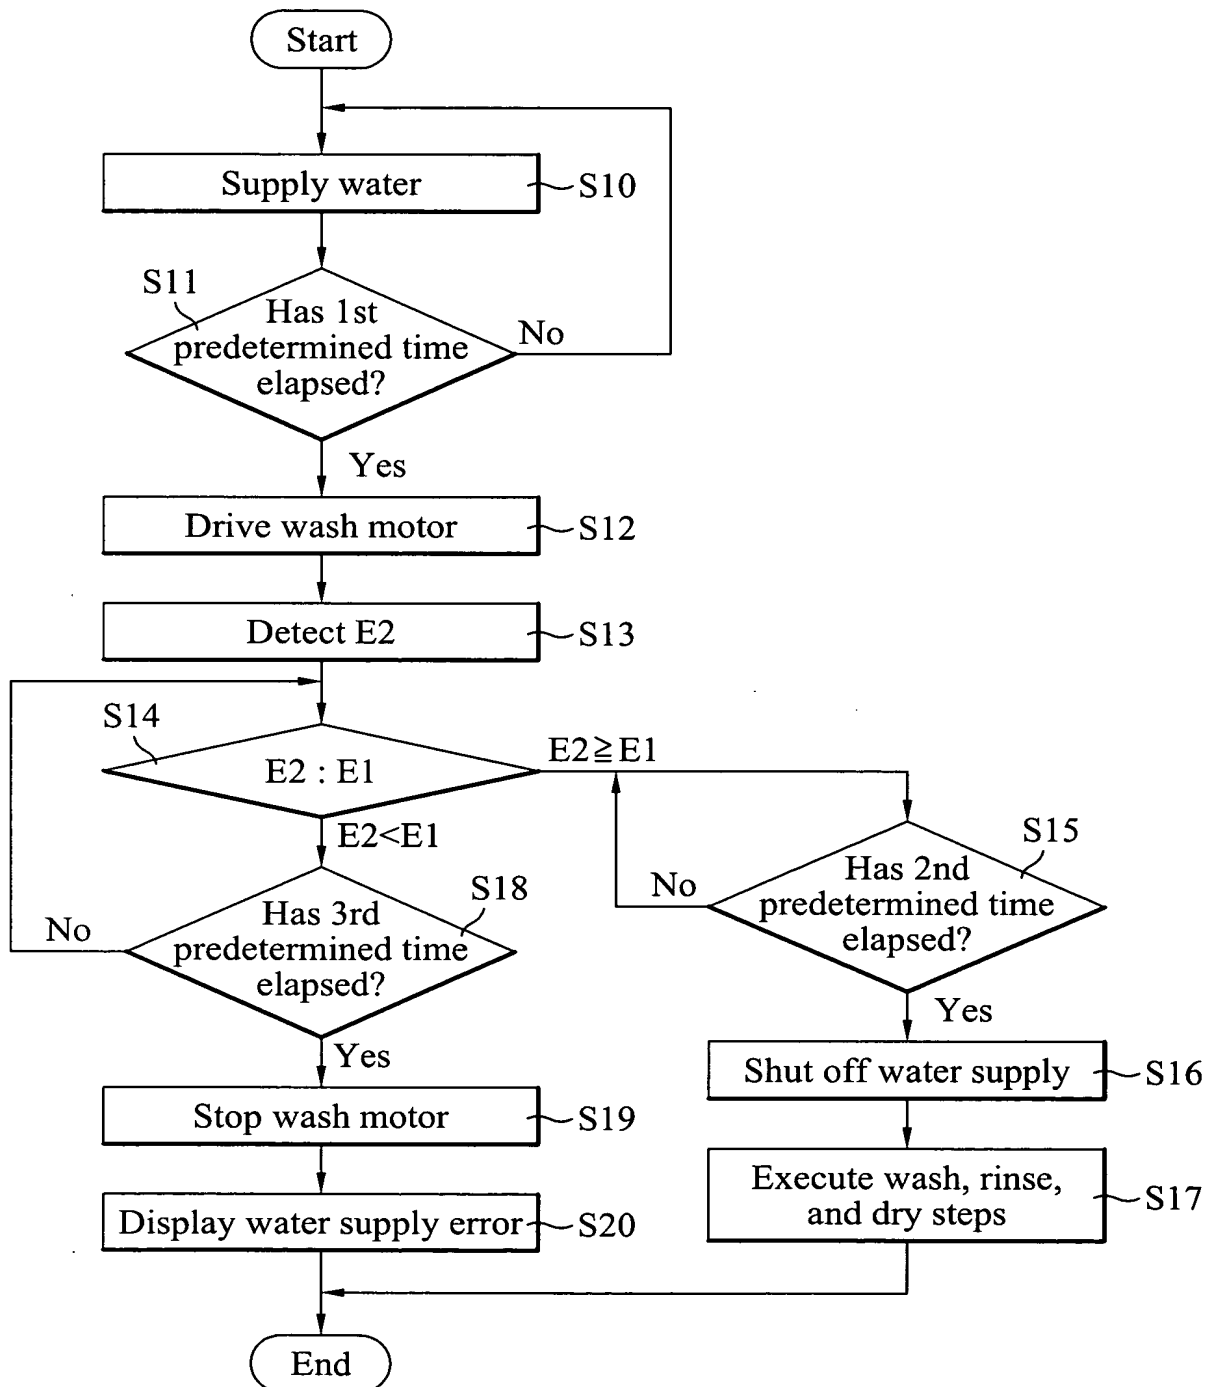 Start
Supply water
S10
S11
Has 1st
predetermined time
elapsed?
No
Yes
Drive wash motor
S12
Detect E2
S13
S14
E2 : E1
E2≧E1
E2<E1
S15
Has 2nd
predetermined time
elapsed?
No
Yes
S18
Has 3rd
predetermined time
elapsed?
No
Yes
Shut off water supply
S16
Stop wash motor
S19
Execute wash, rinse,
and dry steps
S17
Display water supply error
S20
End